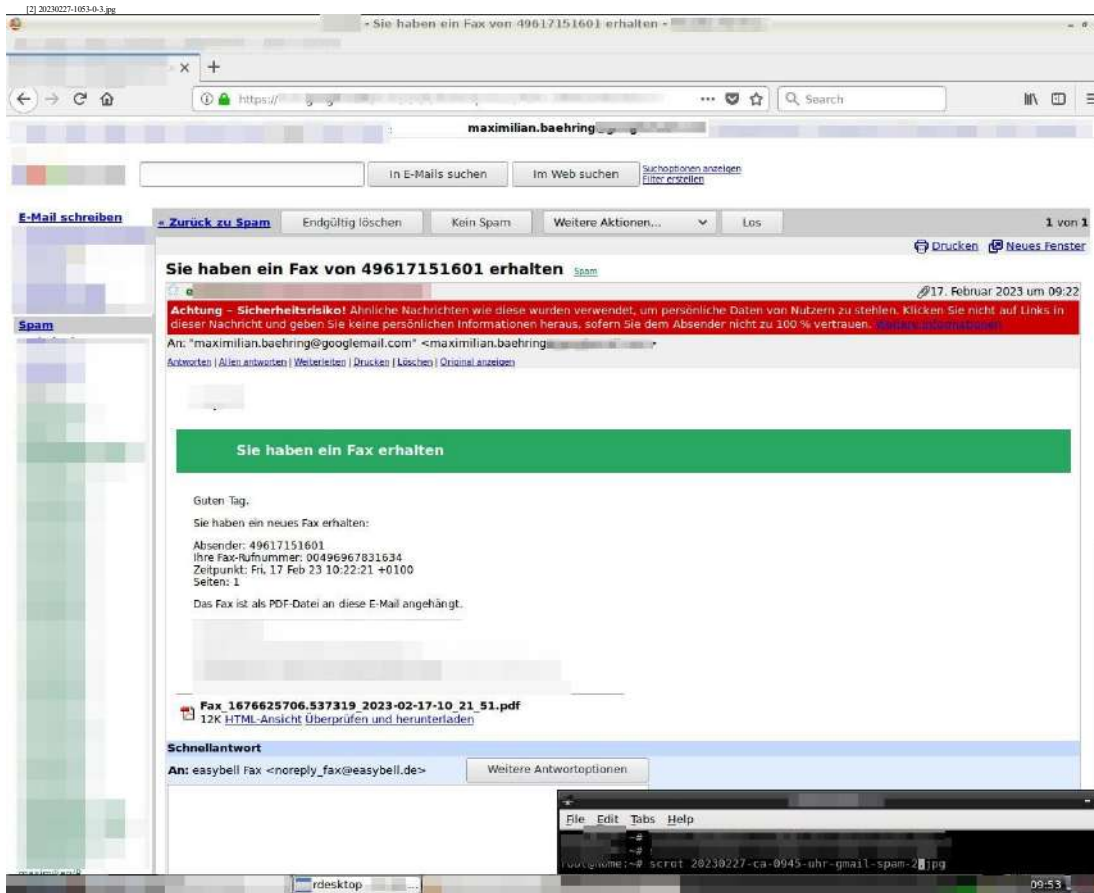 [2] 20230227-1053-0-3.jpg
- Sie haben ein Fax von 49617151601 erhalten -
https://
Search
maximilian.baehring
In E-Mails suchen
Im Web suchen
Suchoptionen anzeigen
Filter erstellen
E-Mail schreiben
« Zurück zu Spam
Endgültig löschen
Kein Spam
Weitere Aktionen...
Los
1 von 1
Drucken
Neues Fenster
Sie haben ein Fax von 49617151601 erhalten Spam
17. Februar 2023 um 09:22
Spam
Achtung – Sicherheitsrisiko! Ähnliche Nachrichten wie diese wurden verwendet, um persönliche Daten von Nutzern zu stehlen. Klicken Sie nicht auf Links in
dieser Nachricht und geben Sie keine persönlichen Informationen heraus, sofern Sie dem Absender nicht zu 100 % vertrauen. Weitere Informationen
An: "maximilian.baehring@googlemail.com" <maximilian.baehring
Antworten | Allen antworten | Weiterleiten | Drucken | Löschen | Original anzeigen
Sie haben ein Fax erhalten
Guten Tag,
Sie haben ein neues Fax erhalten:
Absender: 49617151601
Ihre Fax-Rufnummer: 00496967831634
Zeitpunkt: Fri, 17 Feb 23 10:22:21 +0100
Seiten: 1
Das Fax ist als PDF-Datei an diese E-Mail angehängt.
Fax_1676625706.537319_2023-02-17-10_21_51.pdf
12K HTML-Ansicht Überprüfen und herunterladen
Schnellantwort
An: easybell Fax <noreply_fax@easybell.de>
Weitere Antwortoptionen
File Edit Tabs Help
~#
~#
:~# scrot 20230227-ca-0945-uhr-gmail-spam-2.jpg
rdesktop
09:53